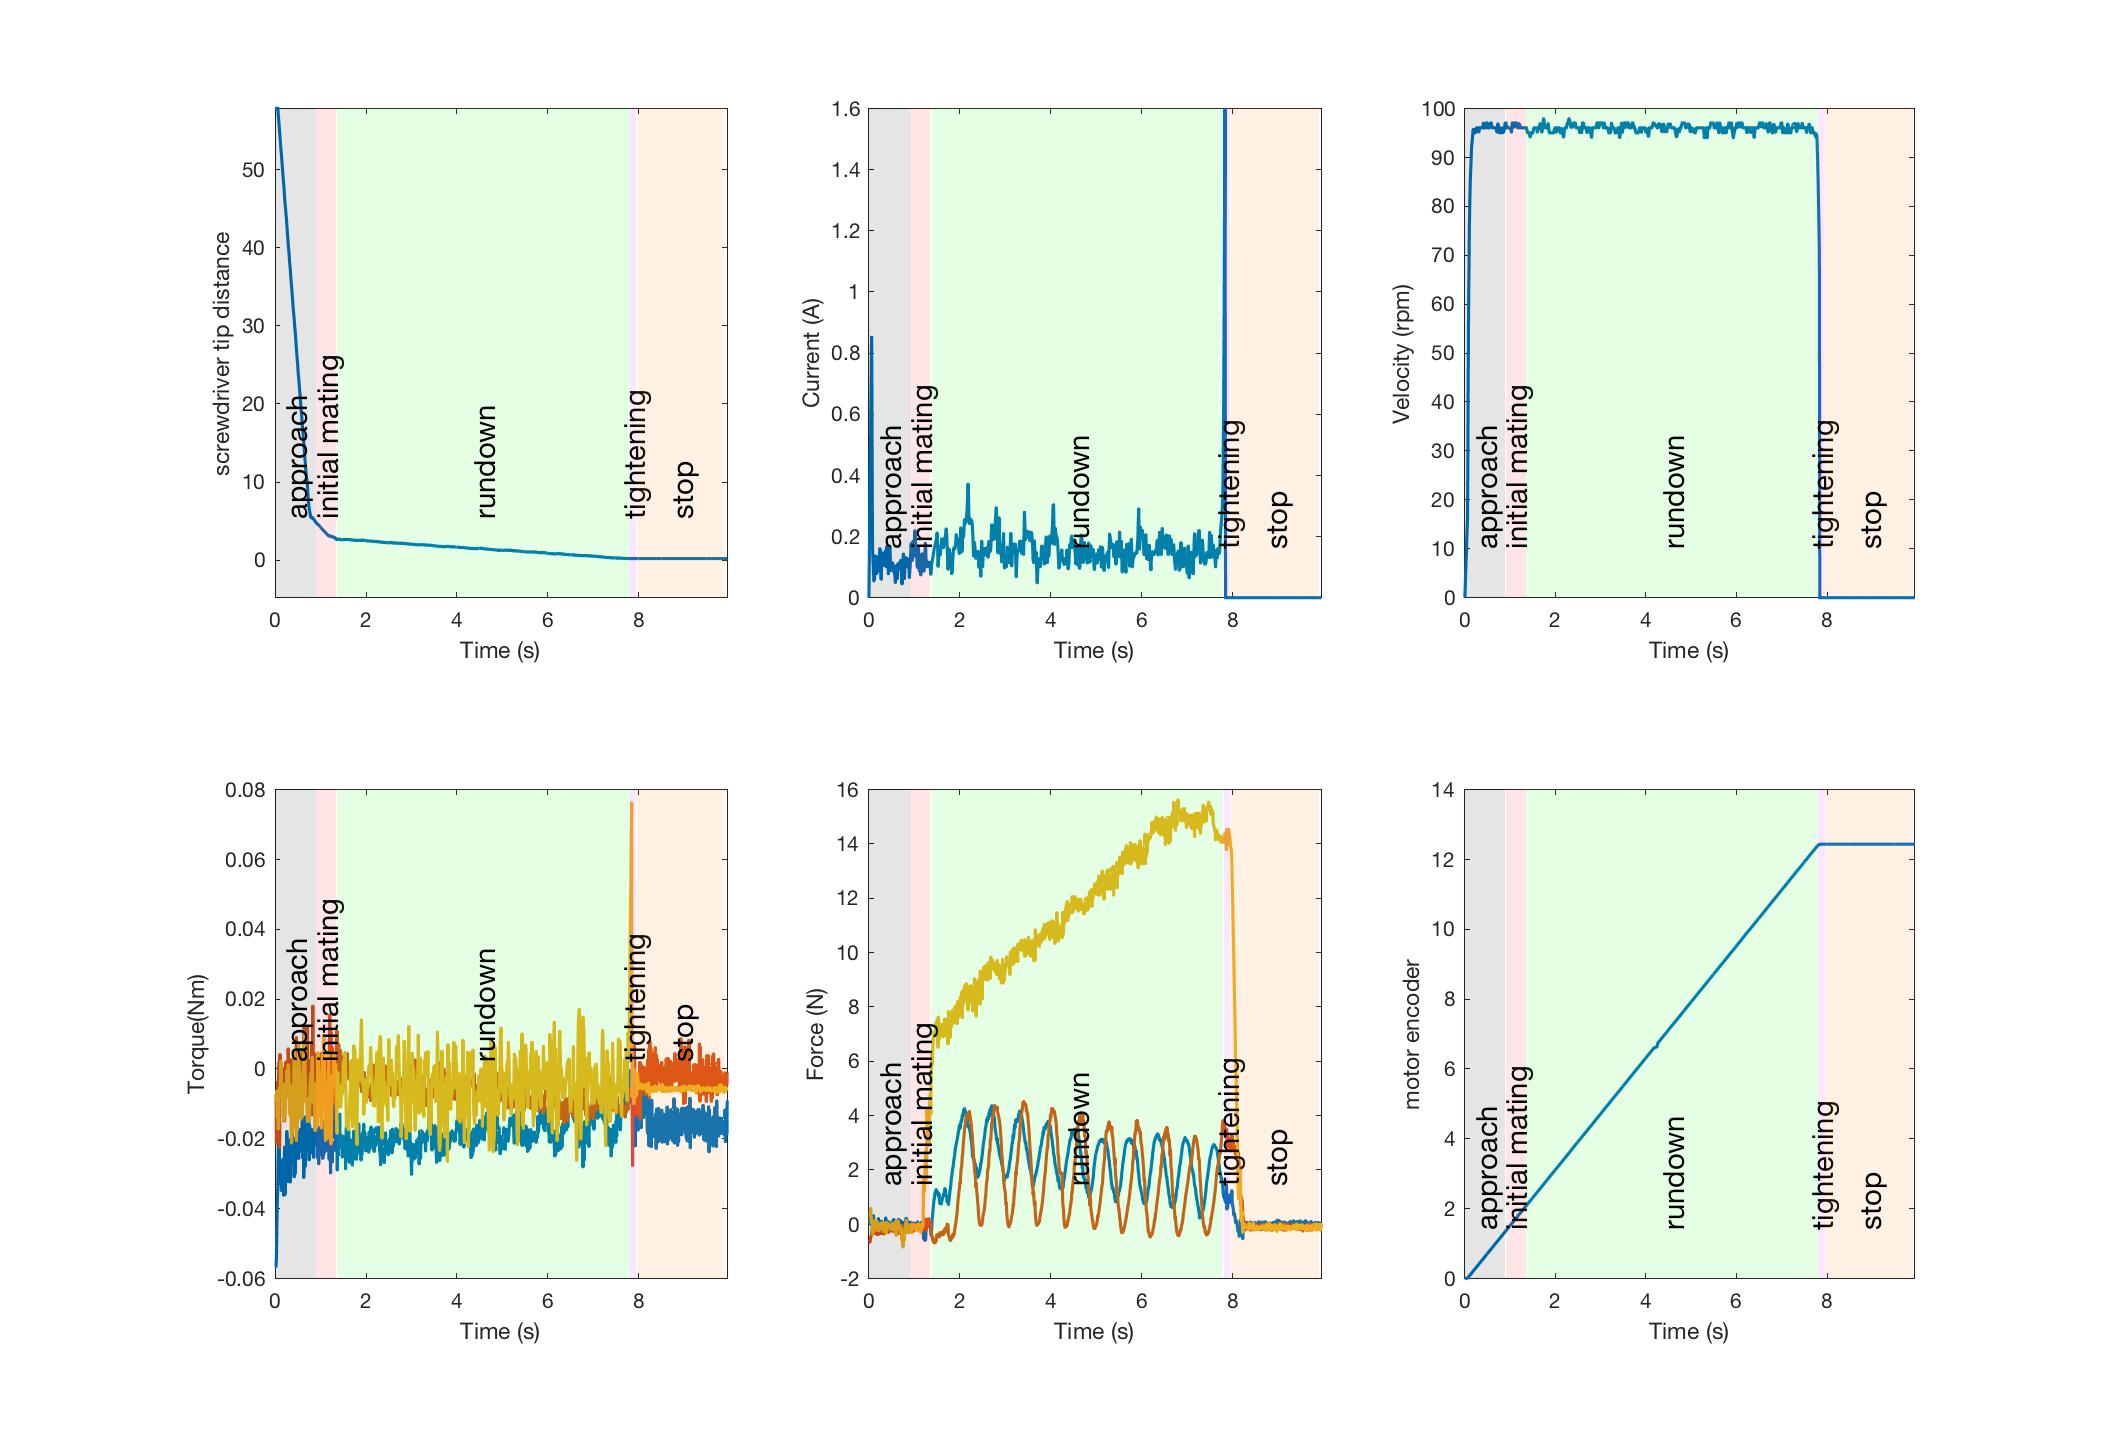 screwdriver tip distance
50
40
30
20
10
0
approach
initial mating
rundown
tightening
stop
0 2 4 6 8
Time (s)
Current (A)
1.6
1.4
1.2
1
0.8
0.6
0.4
0.2
0
approach
initial mating
rundown
tightening
stop
0 2 4 6 8
Time (s)
Velocity (rpm)
100
90
80
70
60
50
40
30
20
10
0
approach
initial mating
rundown
tightening
stop
0 2 4 6 8
Time (s)
Torque(Nm)
0.08
0.06
0.04
0.02
0
-0.02
-0.04
-0.06
approach
initial mating
rundown
tightening
stop
0 2 4 6 8
Time (s)
Force (N)
16
14
12
10
8
6
4
2
0
-2
approach
initial mating
rundown
tightening
stop
0 2 4 6 8
Time (s)
motor encoder
14
12
10
8
6
4
2
0
approach
initial mating
rundown
tightening
stop
0 2 4 6 8
Time (s)